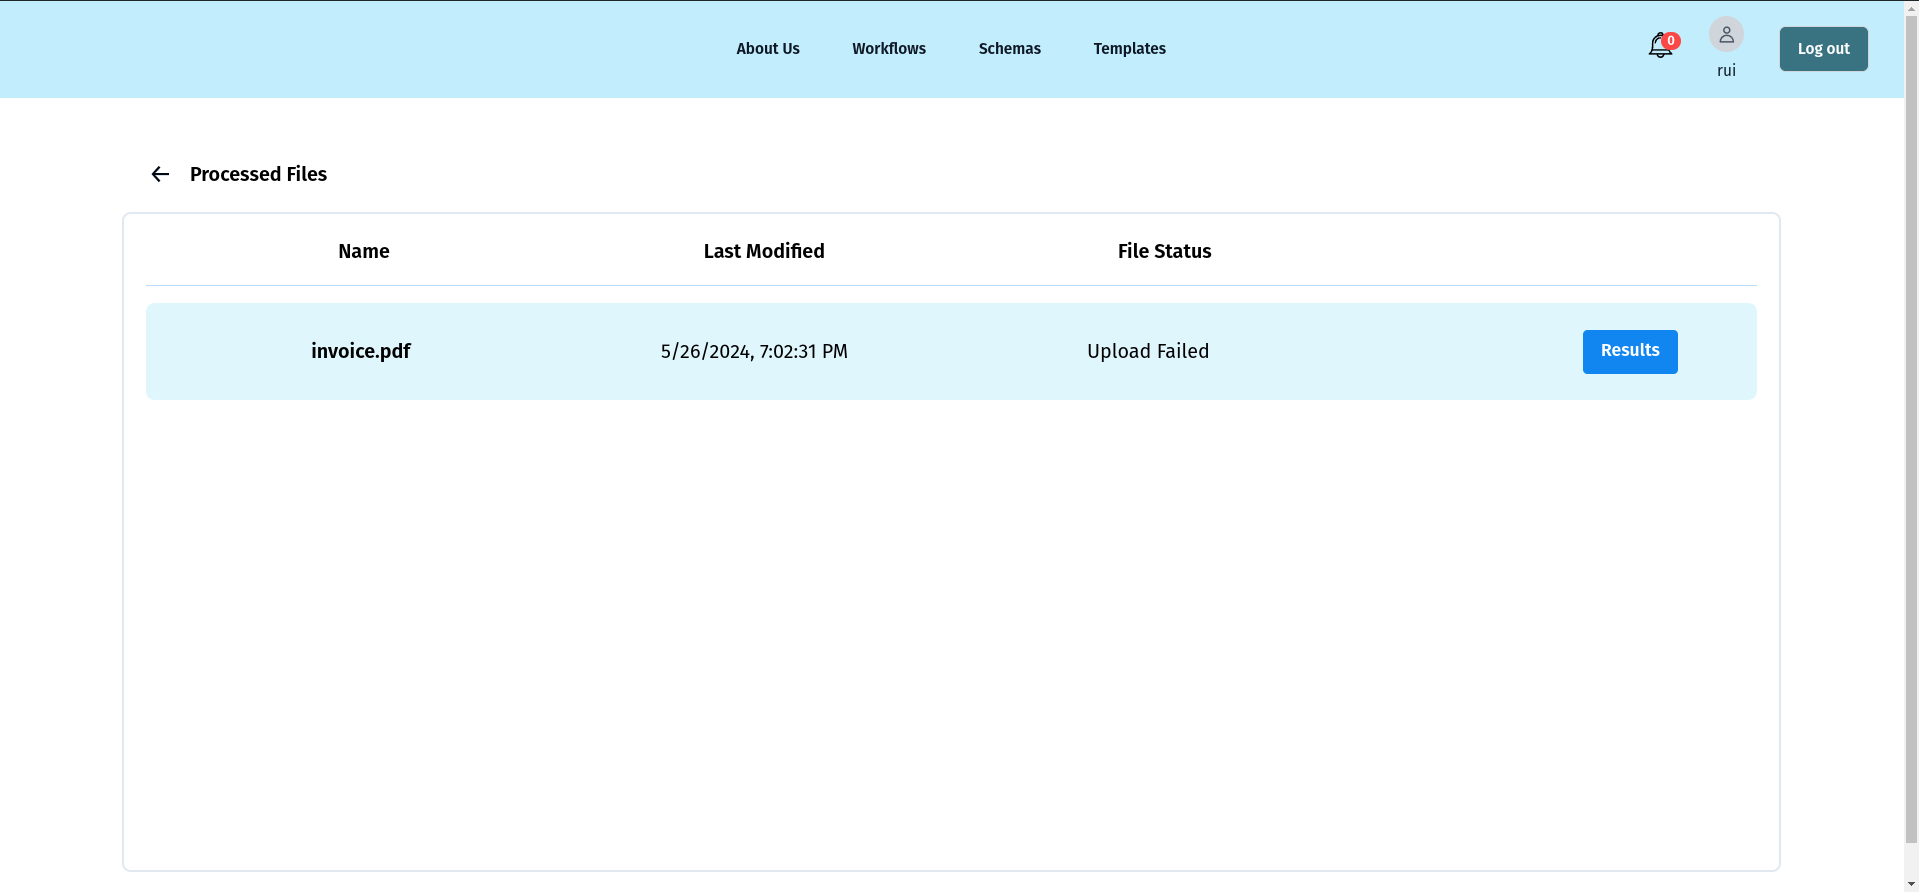 About Us Workflows Schemas Templates 0 rui Log out
Processed Files
Name Last Modified File Status
invoice.pdf 5/26/2024, 7:02:31 PM Upload Failed Results